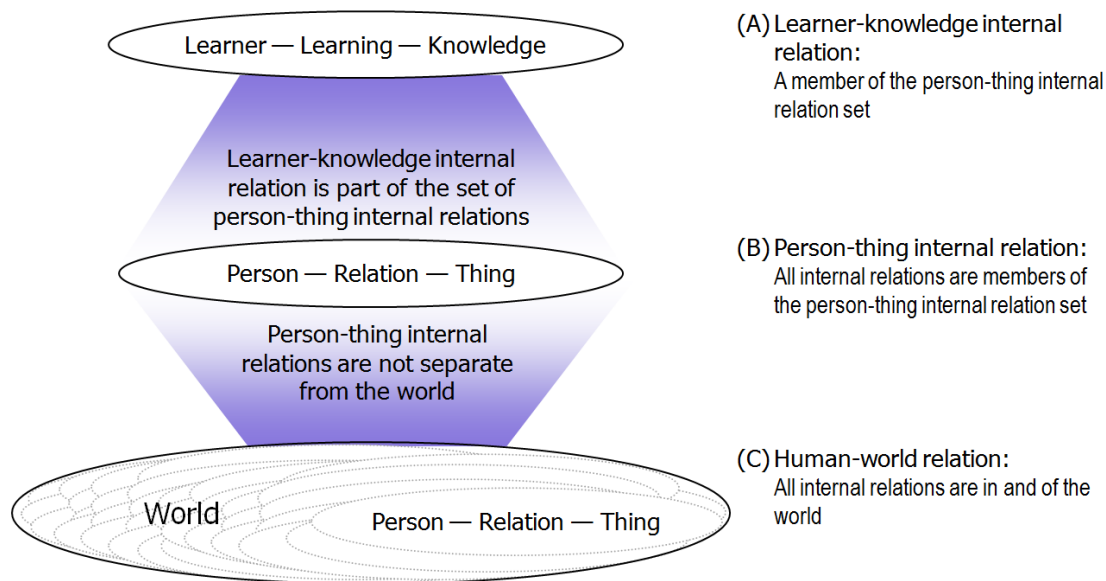 Learner — Learning — Knowledge
Learner-knowledge internal
relation is part of the set of
person-thing internal relations
Person — Relation — Thing
Person-thing internal
relations are not separate
from the world
World
Person — Relation — Thing
(A) Learner-knowledge internal
relation:
A member of the person-thing internal
relation set
(B) Person-thing internal relation:
All internal relations are members of
the person-thing internal relation set
(C) Human-world relation:
All internal relations are in and of the
world